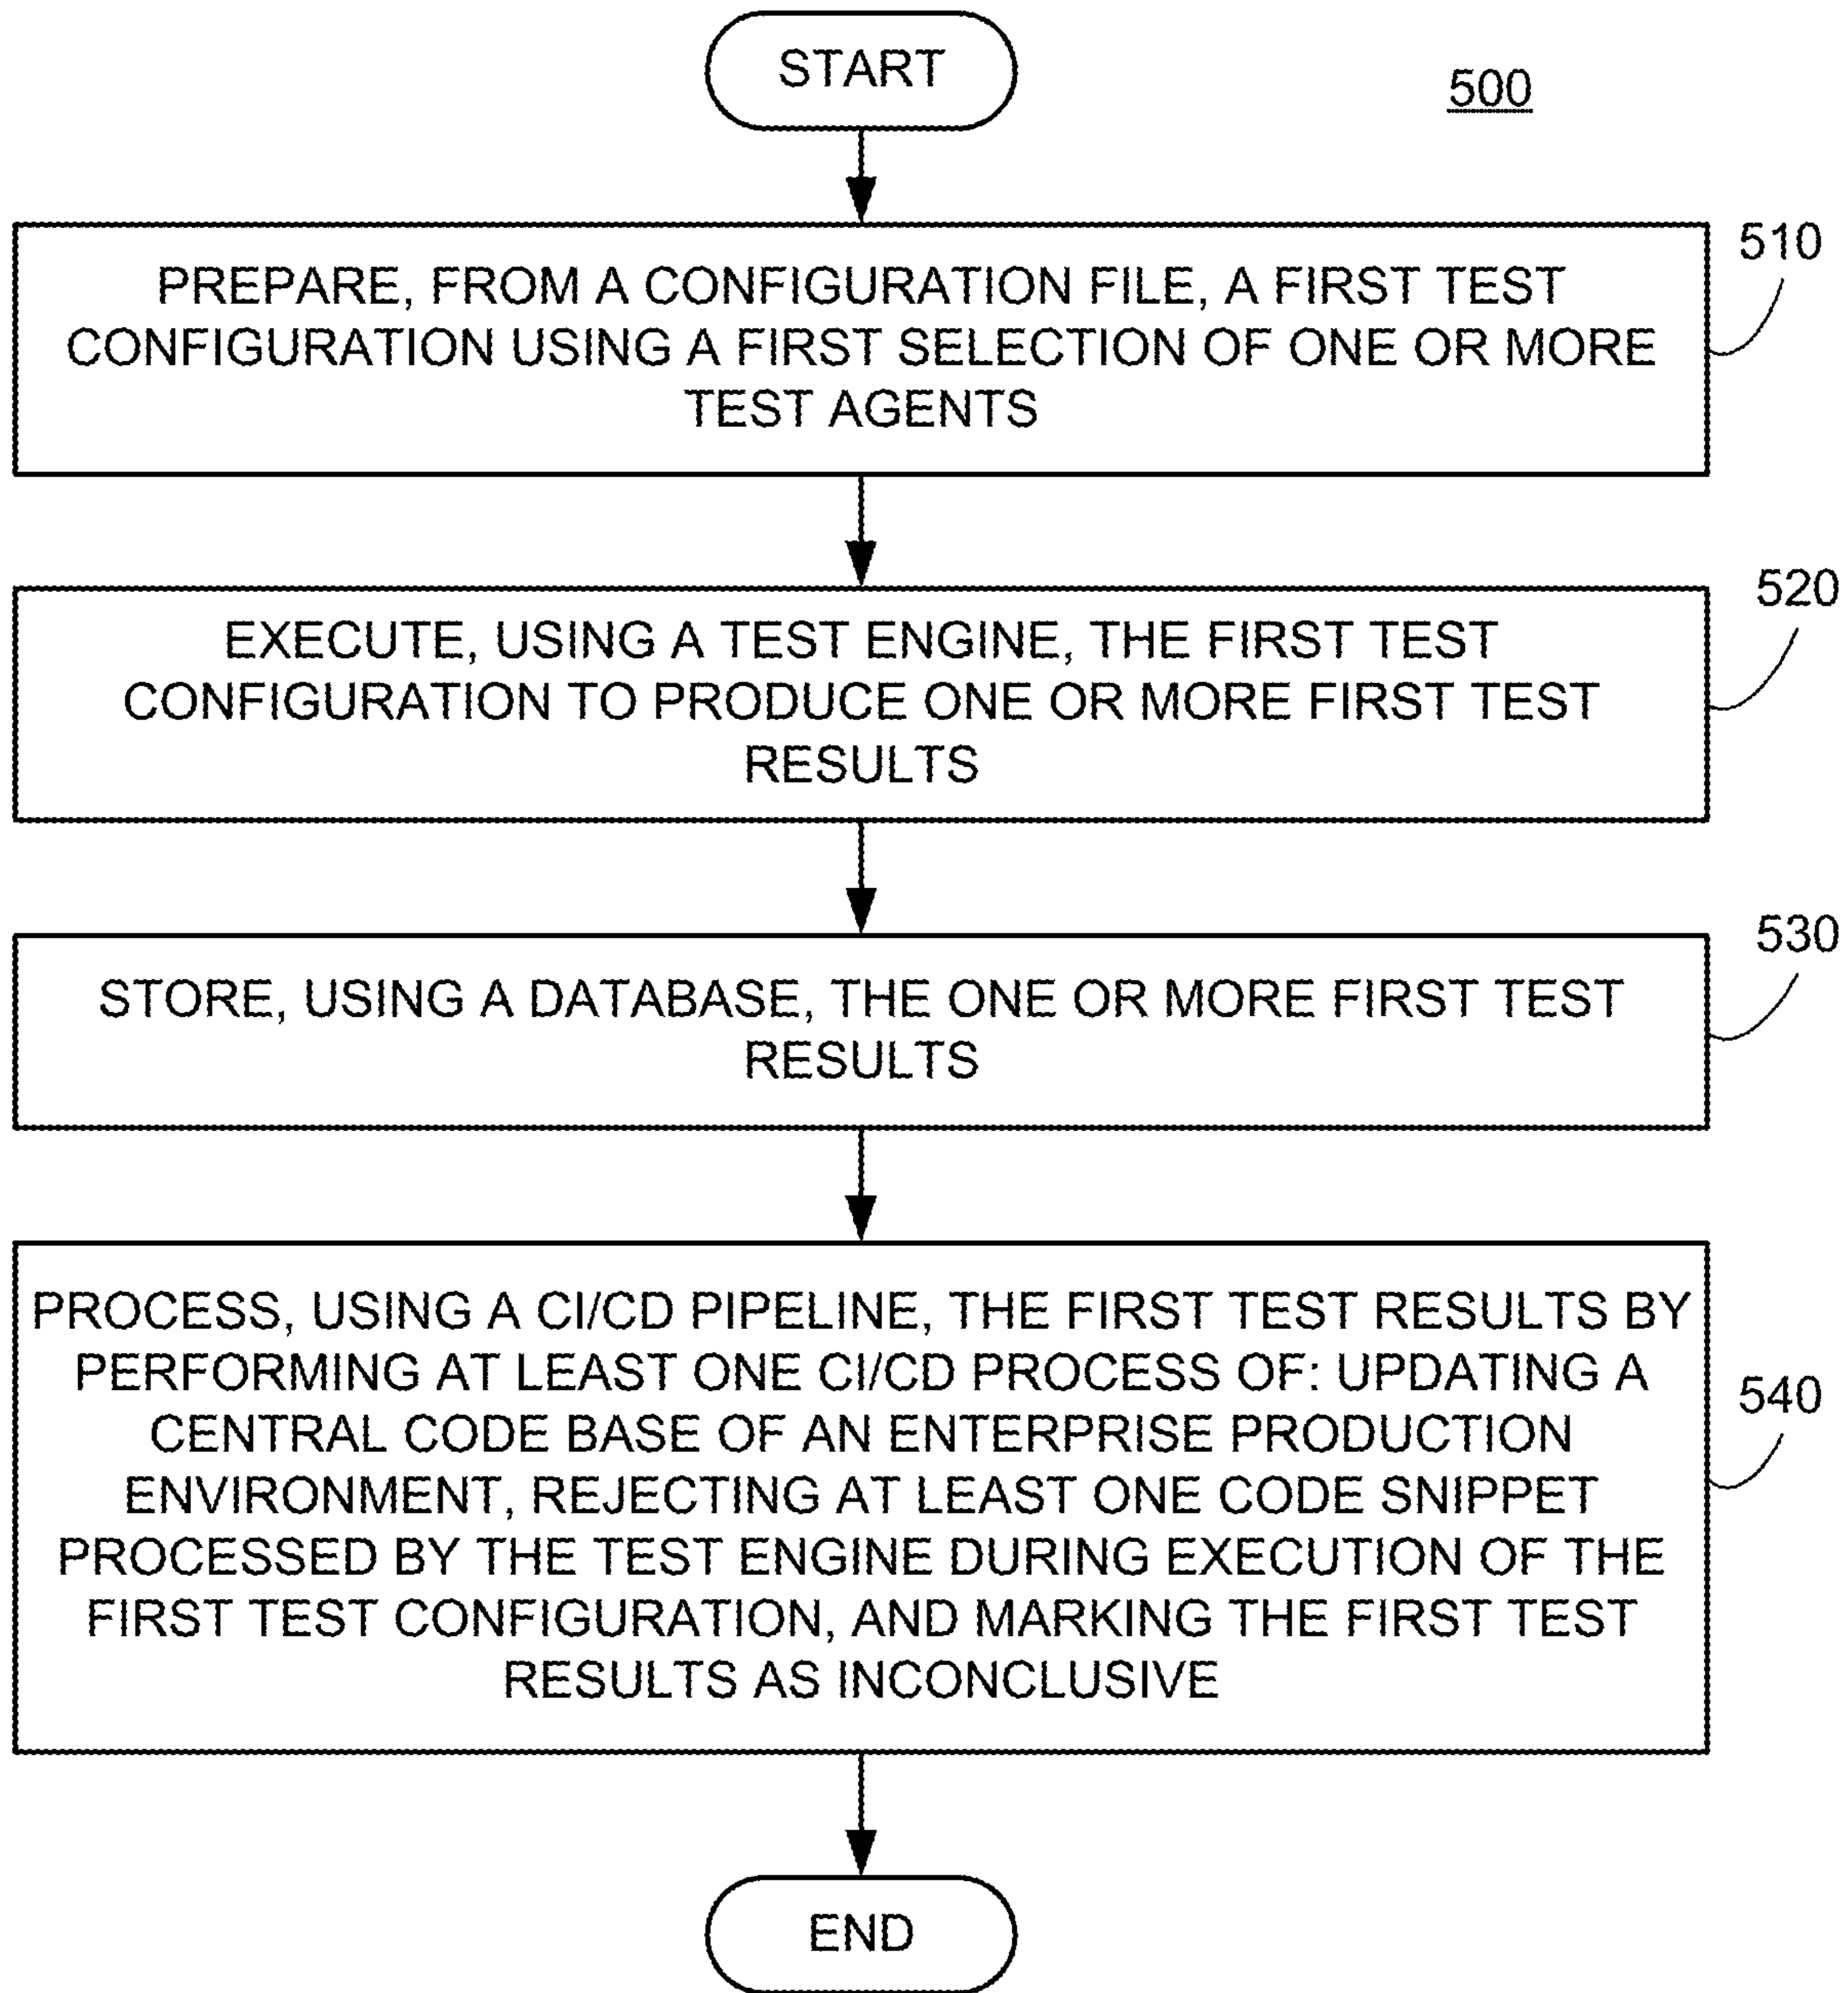 START
500
510
PREPARE, FROM A CONFIGURATION FILE, A FIRST TEST
CONFIGURATION USING A FIRST SELECTION OF ONE OR MORE
TEST AGENTS
520
EXECUTE, USING A TEST ENGINE, THE FIRST TEST
CONFIGURATION TO PRODUCE ONE OR MORE FIRST TEST
RESULTS
530
STORE, USING A DATABASE, THE ONE OR MORE FIRST TEST
RESULTS
PROCESS, USING A CI/CD PIPELINE, THE FIRST TEST RESULTS BY
PERFORMING AT LEAST ONE CI/CD PROCESS OF: UPDATING A
540
CENTRAL CODE BASE OF AN ENTERPRISE PRODUCTION
ENVIRONMENT, REJECTING AT LEAST ONE CODE SNIPPET
PROCESSED BY THE TEST ENGINE DURING EXECUTION OF THE
FIRST TEST CONFIGURATION, AND MARKING THE FIRST TEST
RESULTS AS INCONCLUSIVE
END